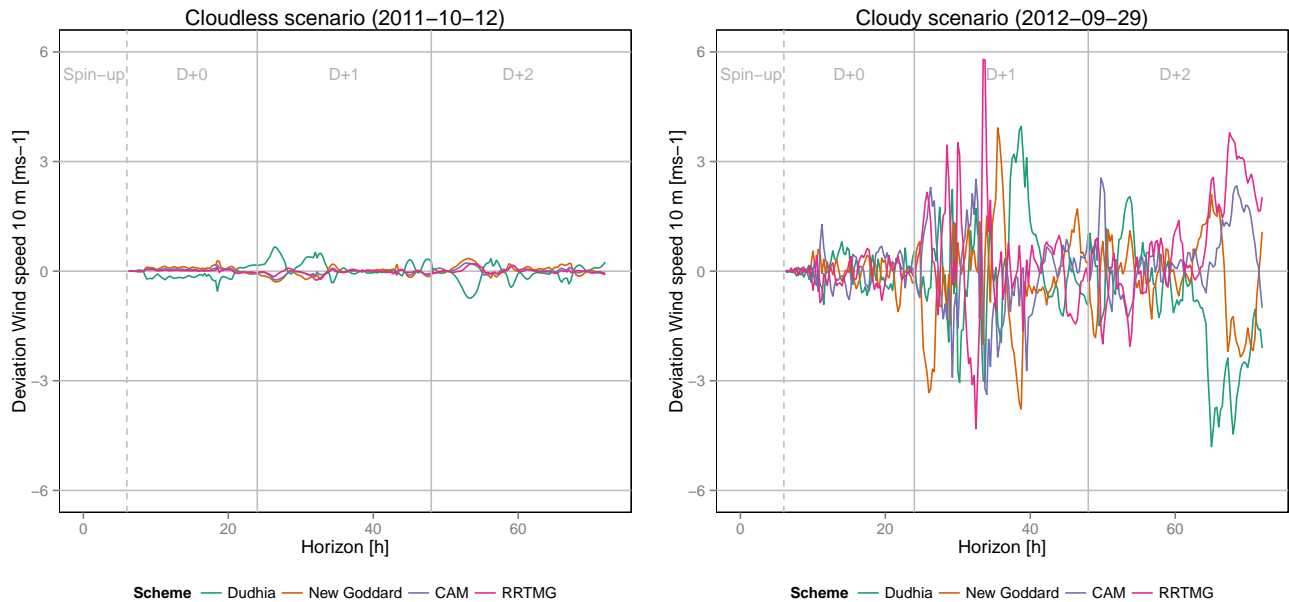 Cloudless scenario (2011−10−12)
6
3
0
−3
−6
Deviation Wind speed 10 m [ms−1]
Spin−up
D+0
D+1
D+2
0
20
40
60
Horizon [h]
Scheme Dudhia New Goddard CAM RRTMG
Cloudy scenario (2012−09−29)
6
3
0
−3
−6
Deviation Wind speed 10 m [ms−1]
Spin−up
D+0
D+1
D+2
0
20
40
60
Horizon [h]
Scheme Dudhia New Goddard CAM RRTMG